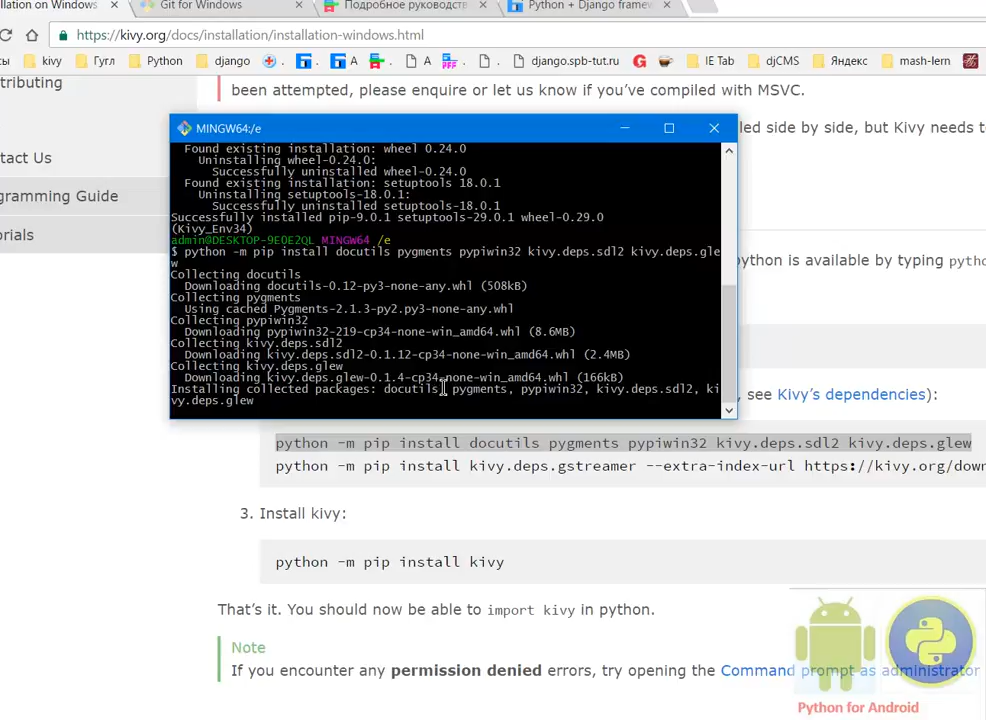 llation on Windows
Git for Windows
Подробное руководств
Python + Django framew
https://kivy.org/docs/installation/installation-windows.html
сы kivy Гугл Python django . . А . А . django.spb-tut.ru IE Tab djCMS Яндекс mash-lern
ntributing
been attempted, please enquire or let us know if you've compiled with MSVC.
led side by side, but Kivy needs to
ntact Us
ogramming Guide
orials
MINGW64:/e
Found existing installation: wheel 0.24.0
Uninstalling wheel-0.24.0:
Successfully uninstalled wheel-0.24.0
Found existing installation: setuptools 18.0.1
Uninstalling setuptools-18.0.1:
Successfully uninstalled setuptools-18.0.1
Successfully installed pip-9.0.1 setuptools-29.0.1 wheel-0.29.0
(Kivy_Env34)
admin@DESKTOP-9E0E2QL MINGW64 /e
$ python -m pip install docutils pygments pypiwin32 kivy.deps.sdl2 kivy.deps.gle
w
Collecting docutils
Downloading docutils-0.12-py3-none-any.whl (508kB)
Collecting pygments
Using cached Pygments-2.1.3-py2.py3-none-any.whl
Collecting pypiwin32
Downloading pypiwin32-219-cp34-none-win_amd64.whl (8.6MB)
Collecting kivy.deps.sdl2
Downloading kivy.deps.sdl2-0.1.12-cp34-none-win_amd64.whl (2.4MB)
Collecting kivy.deps.glew
Downloading kivy.deps.glew-0.1.4-cp34-none-win_amd64.whl (166kB)
Installing collected packages: docutils, pygments, pypiwin32, kivy.deps.sdl2, ki
vy.deps.glew
ython is available by typing pytho
, see Kivy's dependencies):
python -m pip install docutils pygments pypiwin32 kivy.deps.sdl2 kivy.deps.glew
python -m pip install kivy.deps.gstreamer --extra-index-url https://kivy.org/down
3. Install kivy:
python -m pip install kivy
That's it. You should now be able to import kivy in python.
Note
If you encounter any permission denied errors, try opening the Command prompt as administrator
Python for Android